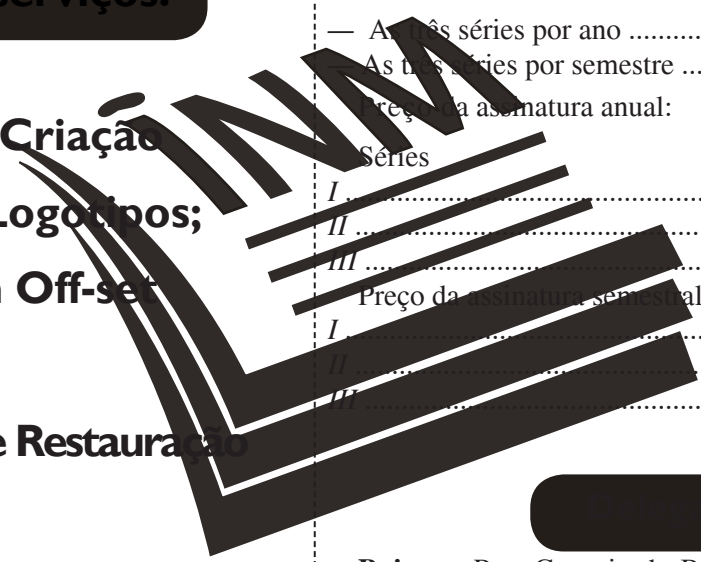 serviços:
Criação
Logotipos;
Off-set
e Restauração
INM
— As três séries por ano ..........
— As três séries por semestre ...
Preço da assinatura anual:
Séries
I ......................................................
II .....................................................
III ....................................................
Preço da assinatura semestral
I ......................................................
II .....................................................
III ....................................................